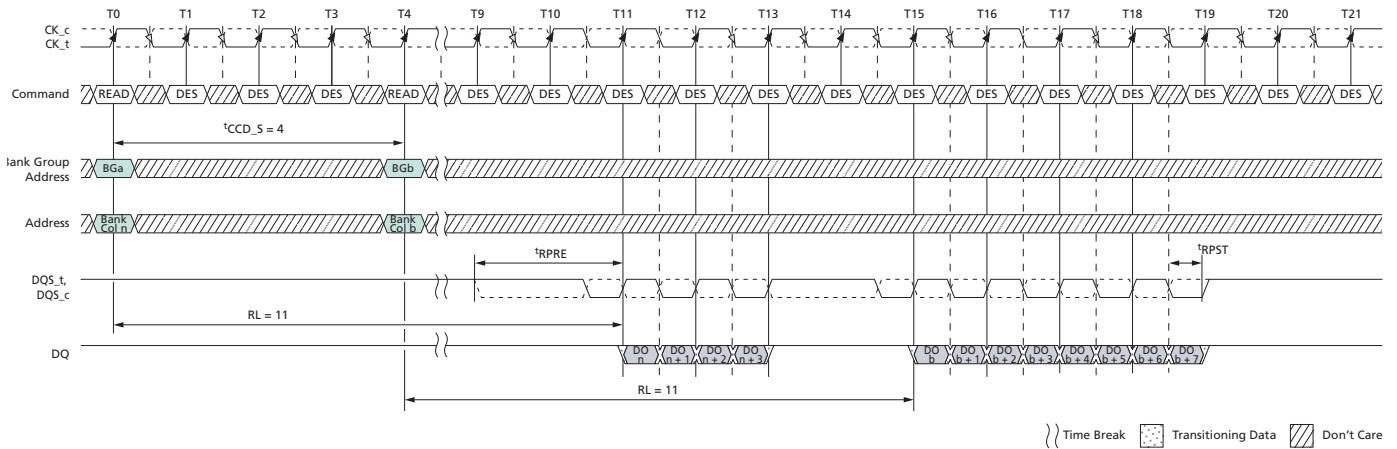 T0 T1 T2 T3 T4 T9 T10 T11 T12 T13 T14 T15 T16 T17 T18 T19 T20 T21
CK_c
CK_t
Command READ DES DES DES READ DES DES DES DES DES DES DES DES DES DES DES DES DES
tCCD_S = 4
ank Group
Address
BGa BGb
Address
Bank
Col n
Bank
Col b
tRPRE tRPST
DQS_t,
DQS_c
RL = 11
DQ
DO
n
DO
n + 1
DO
n + 2
DO
n + 3
DO
b
DO
b + 1
DO
b + 2
DO
b + 3
DO
b + 4
DO
b + 5
DO
b + 6
DO
b + 7
RL = 11
Time Break Transitioning Data Don't Care